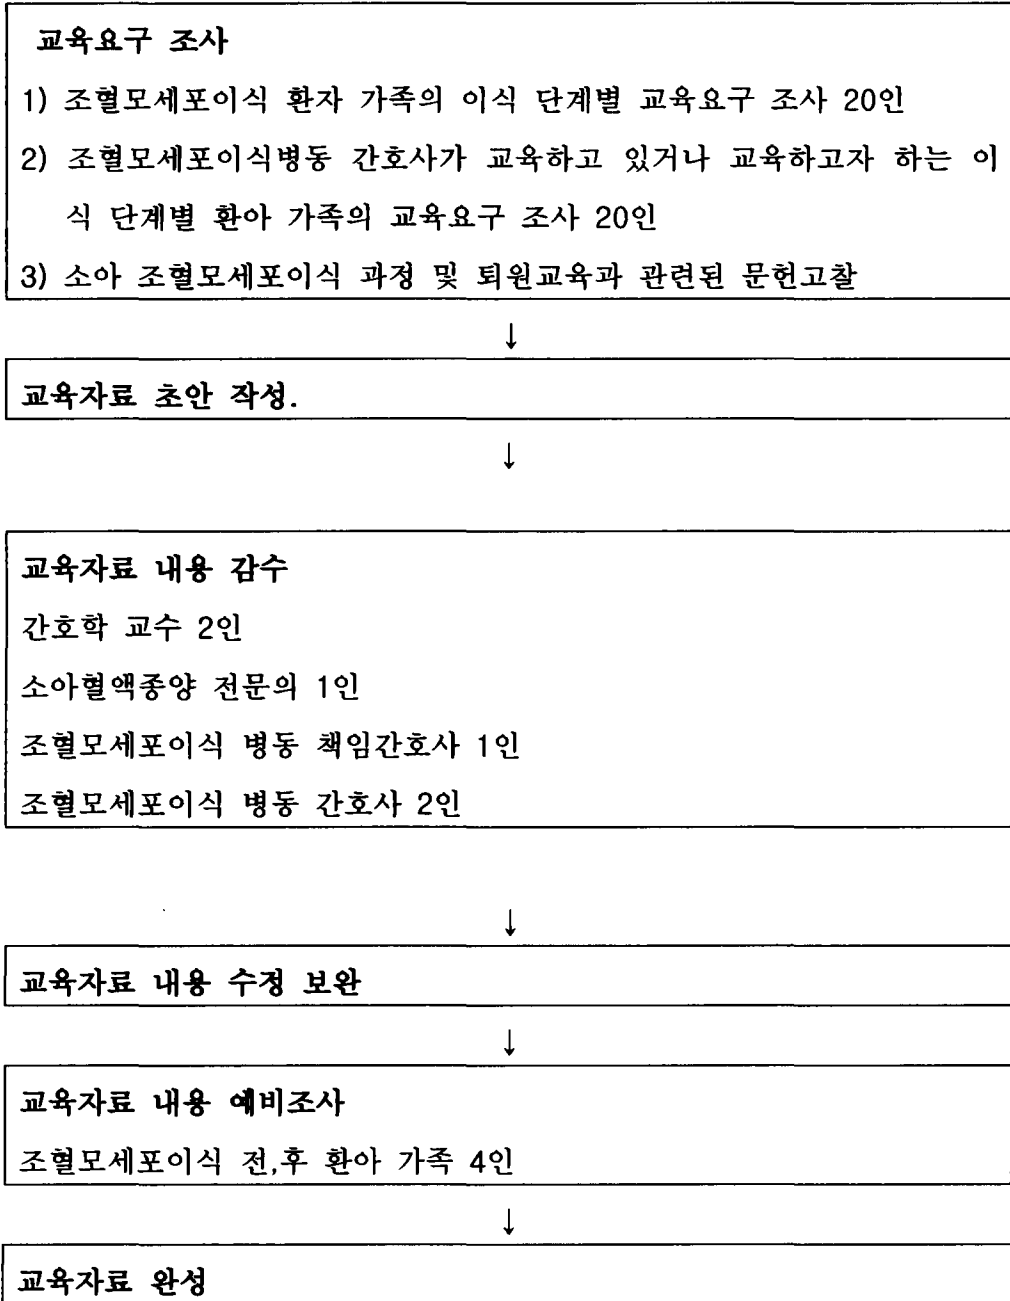 교육요구 조사
1) 조혈모세포이식 환자 가족의 이식 단계별 교육요구 조사 20인
2) 조혈모세포이식병동 간호사가 교육하고 있거나 교육하고자 하는 이
식 단계별 환아 가족의 교육요구 조사 20인
3) 소아 조혈모세포이식 과정 및 퇴원교육과 관련된 문헌고찰
↓
교육자료 초안 작성.
↓
교육자료 내용 감수
간호학 교수 2인
소아혈액종양 전문의 1인
조혈모세포이식 병동 책임간호사 1인
조혈모세포이식 병동 간호사 2인
↓
교육자료 내용 수정 보완
↓
교육자료 내용 예비조사
조혈모세포이식 전,후 환아 가족 4인
↓
교육자료 완성